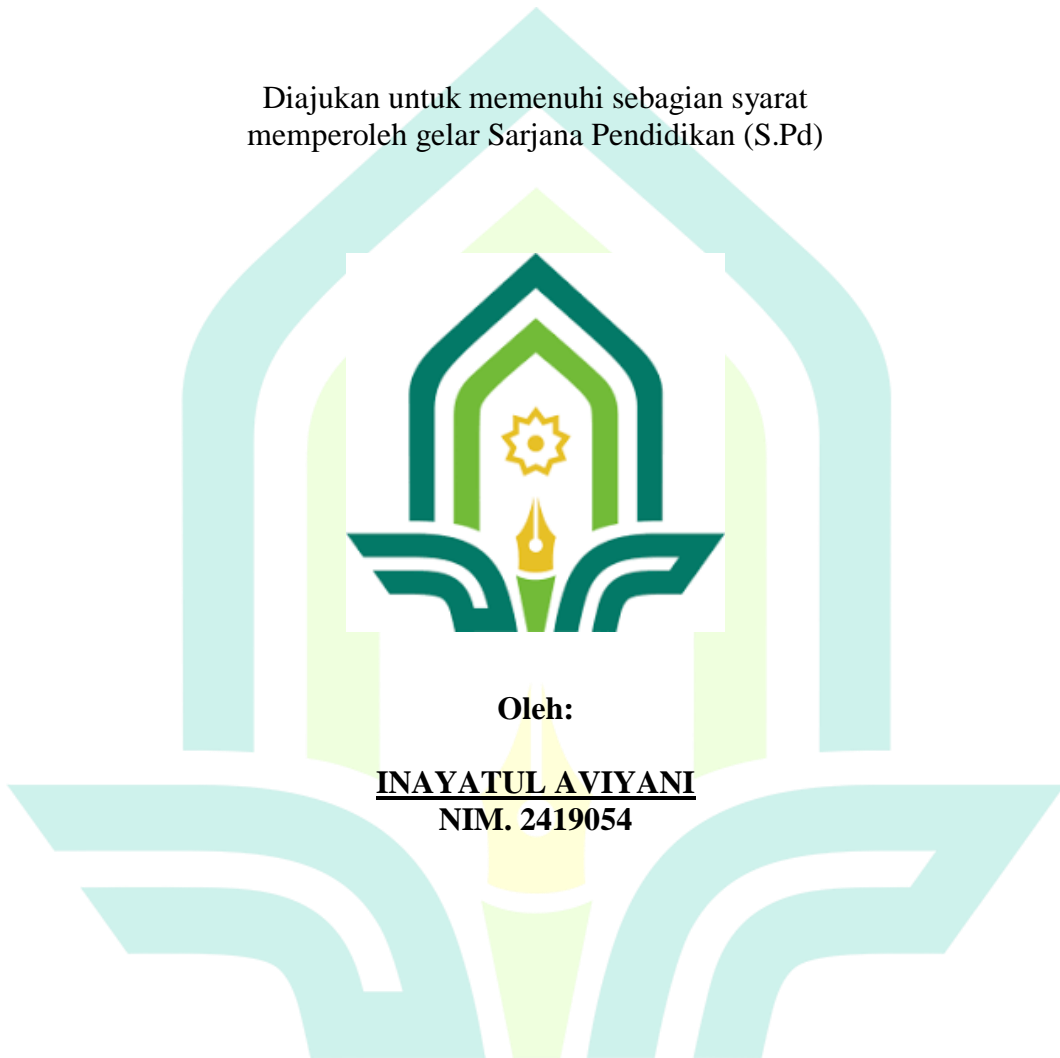 Diajukan untuk memenuhi sebagian syarat
memperoleh gelar Sarjana Pendidikan (S.Pd)
Oleh:
INAYATUL AVIYANI
NIM. 2419054